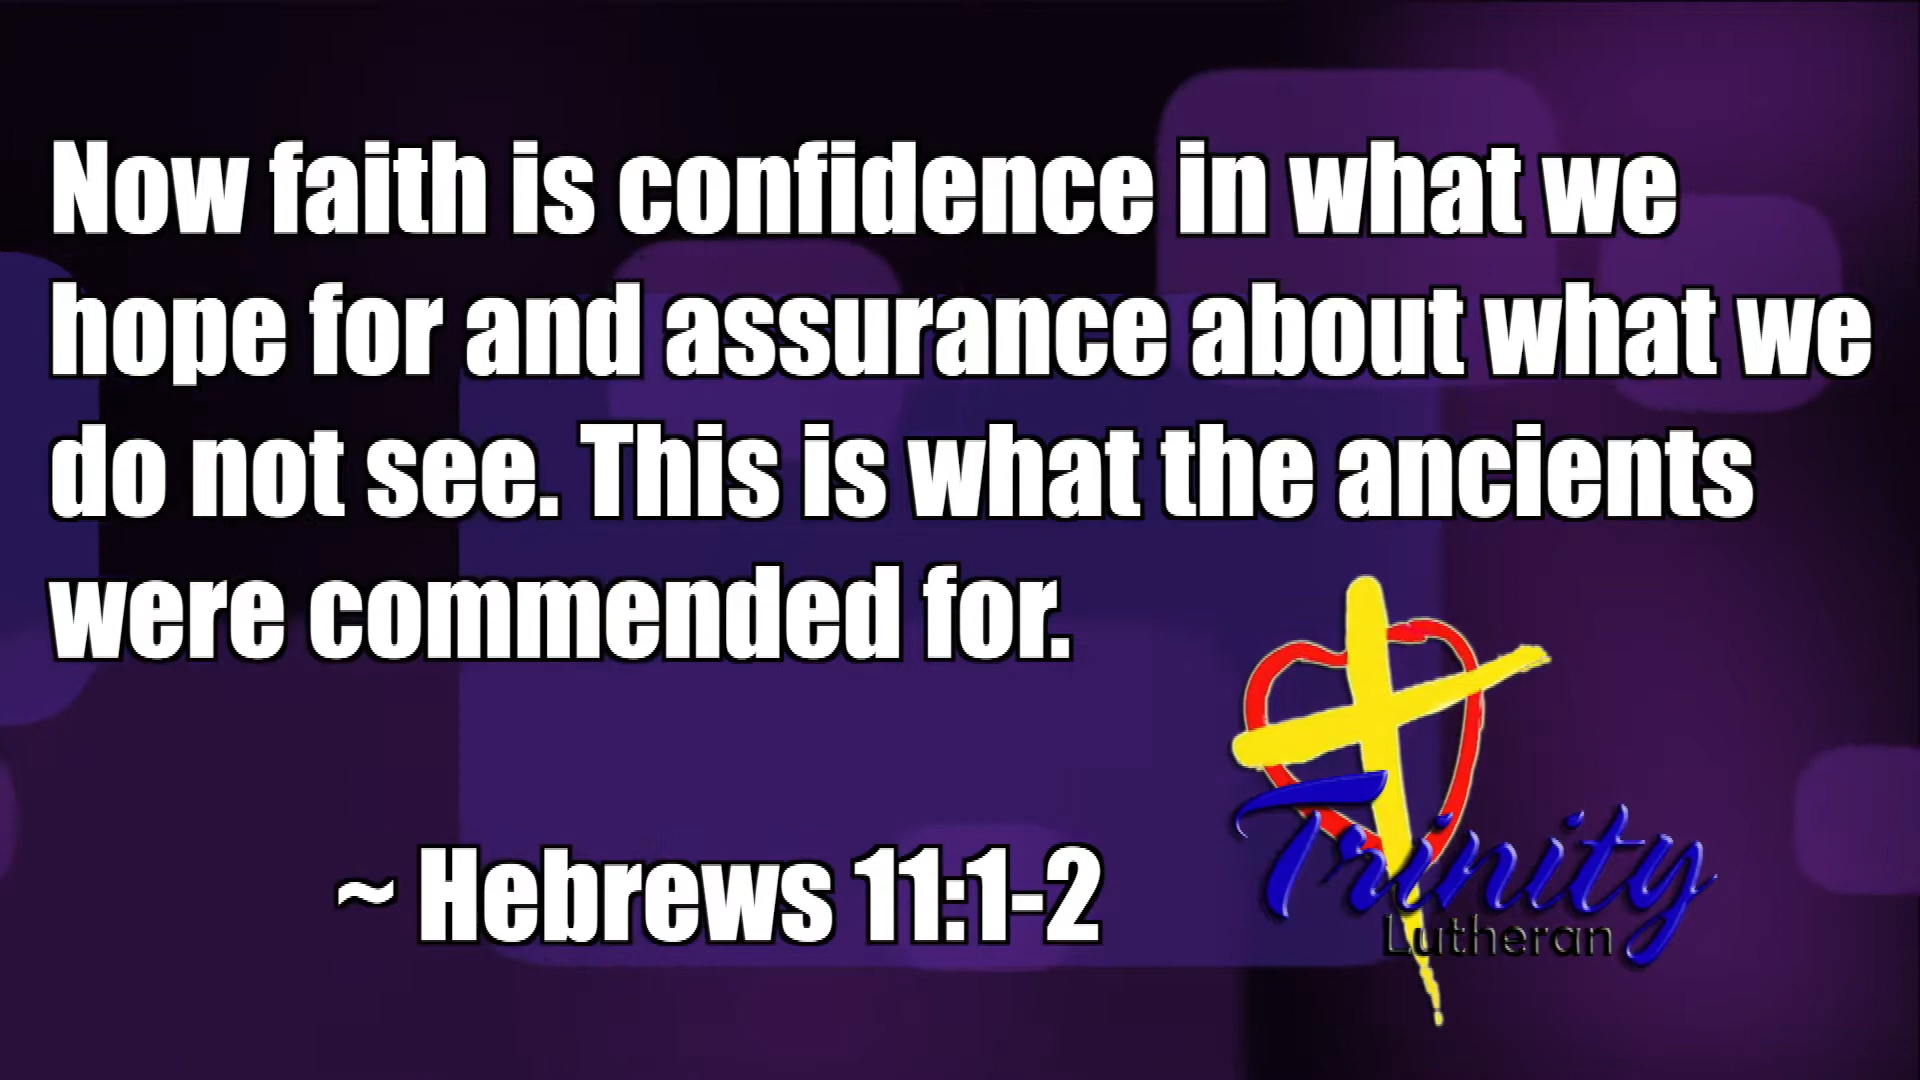 Now faith is confidence in what we
hope for and assurance about what we
do not see. This is what the ancients
were commended for.
~ Hebrews 11:1-2
Trinity
Lutheran